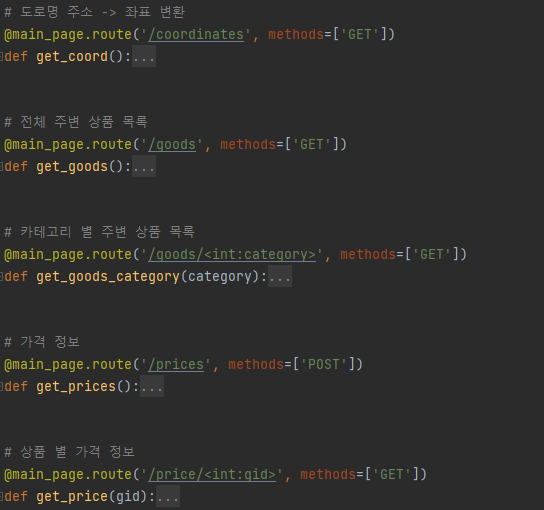 # 도로명 주소 -> 좌표 변환
@main_page.route('/coordinates', methods=['GET'])
def get_coord():...
# 전체 주변 상품 목록
@main_page.route('/goods', methods=['GET'])
def get_goods():...
# 카테고리 별 주변 상품 목록
@main_page.route('/goods/<int:category>', methods=['GET'])
def get_goods_category(category):...
# 가격 정보
@main_page.route('/prices', methods=['POST'])
def get_prices():...
# 상품 별 가격 정보
@main_page.route('/price/<int:gid>', methods=['GET'])
def get_price(gid):...